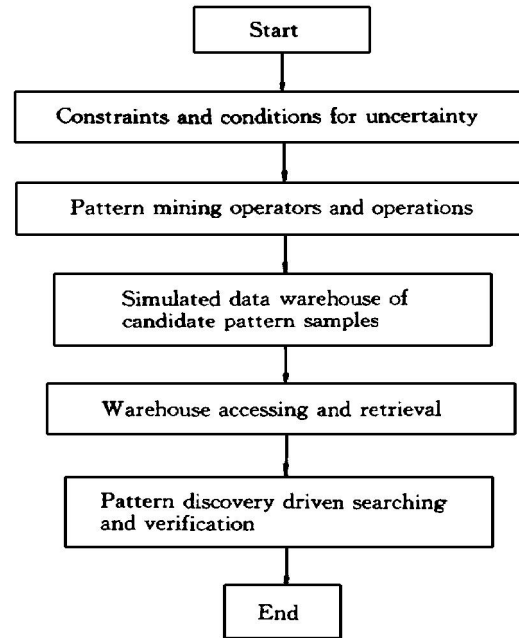 Start
Constraints and conditions for uncertainty
Pattern mining operators and operations
Simulated data warehouse of
candidate pattern samples
Warehouse accessing and retrieval
Pattern discovery driven searching
and verification
End